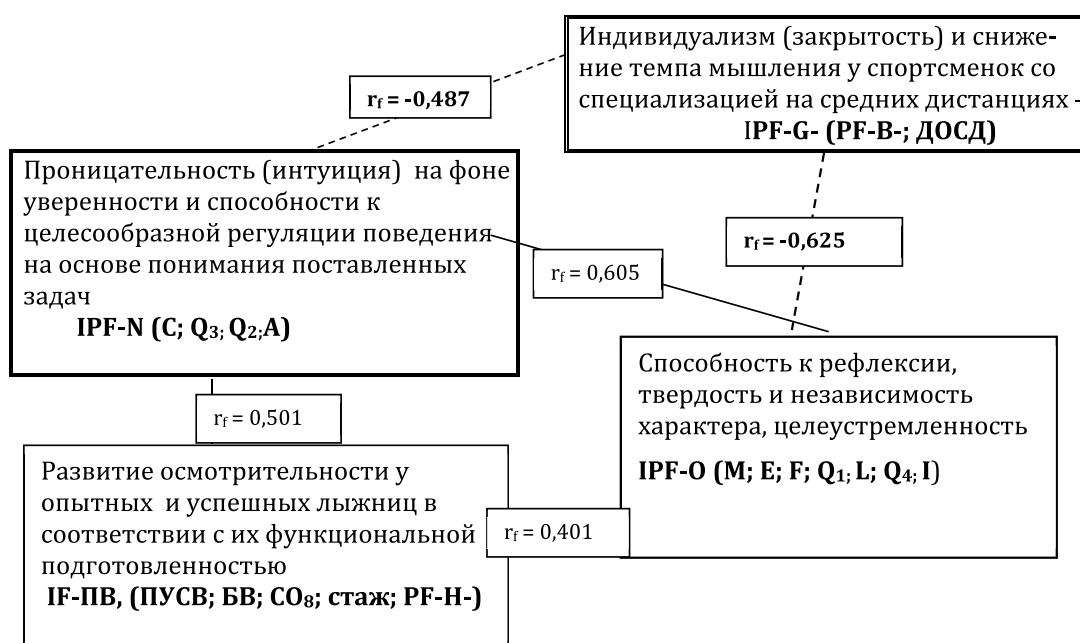 Индивидуализм (закрытость) и сниже-
ние темпа мышления у спортсменок со
специализацией на средних дистанциях -
IPF-G- (PF-B-; ДОСД)
r_f = -0,487
Проницательность (интуиция) на фоне
уверенности и способности к
целесообразной регуляции поведения
на основе понимания поставленных
задач
IPF-N (C; Q₃; Q₂;A)
r_f = -0,625
r_f = 0,605
Способность к рефлексии,
твердость и независимость
характера, целеустремленность
IPF-O (M; E; F; Q₁; L; Q₄; I)
r_f = 0,501
Развитие осмотрительности у
опытных и успешных лыжниц в
соответствии с их функциональной
подготовленностью
IF-ПВ, (ПУСВ; БВ; СО₈; стаж; PF-H-)
r_f = 0,401